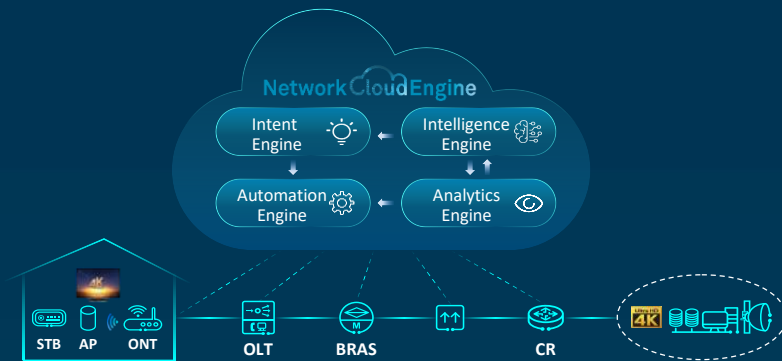 NetworkCloudEngine
Intent
Engine
Intelligence
Engine
Automation
Engine
Analytics
Engine
4K
STB
AP
ONT
OLT
M
BRAS
CR
Ultra HD
4K